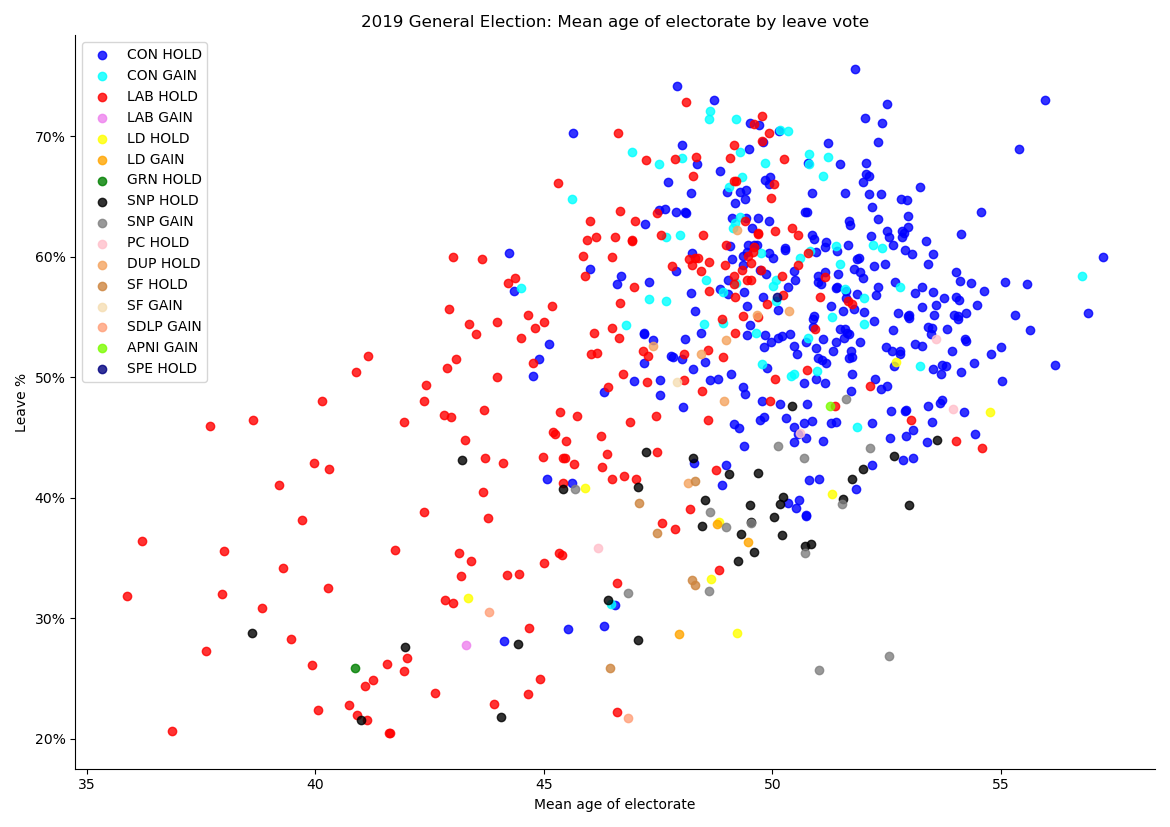 2019 General Election: Mean age of electorate by leave vote
CON HOLD
CON GAIN
LAB HOLD
LAB GAIN
LD HOLD
LD GAIN
GRN HOLD
SNP HOLD
SNP GAIN
PC HOLD
DUP HOLD
SF HOLD
SF GAIN
SDLP GAIN
APNI GAIN
SPE HOLD
Leave %
70%
60%
50%
40%
30%
20%
35 40 45 50 55
Mean age of electorate